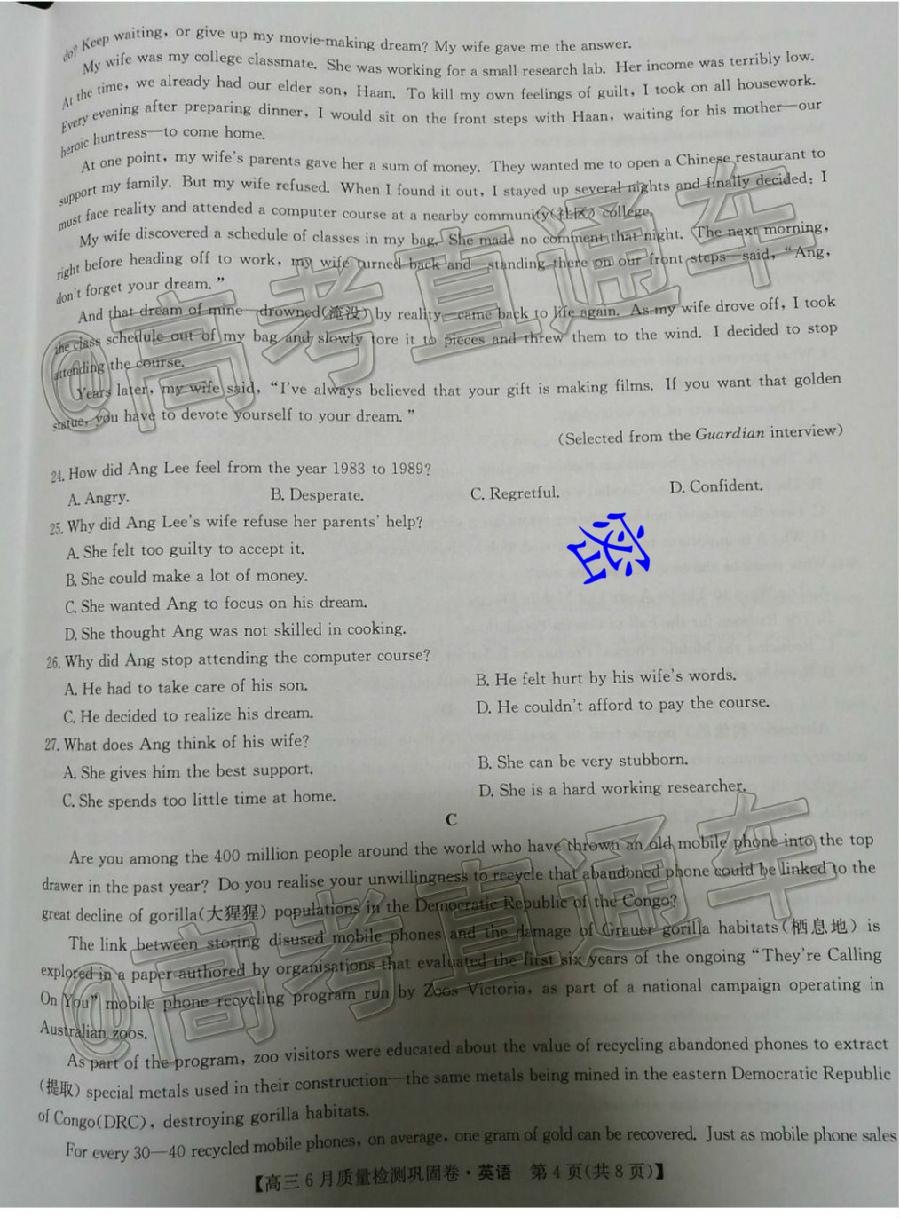 do? Keep waiting, or give up my movie-making dream? My wife gave me the answer.
My wife was my college classmate. She was working for a small research lab. Her income was terribly low.
At the time, we already had our elder son, Haan. To kill my own feelings of guilt, I took on all housework.
Every evening after preparing dinner, I would sit on the front steps with Haan, waiting for his mother—our
heroic huntress—to come home.
At one point, my wife's parents gave her a sum of money. They wanted me to open a Chinese restaurant to
support my family. But my wife refused. When I found it out, I stayed up several nights and finally decided: I
must face reality and attended a computer course at a nearby community(社区) college.
My wife discovered a schedule of classes in my bag. She made no comment that night. The next morning,
right before heading off to work, my wife turned back and—standing there on our front steps—said, "Ang,
don't forget your dream."
And that dream of mine—drowned(淹没) by reality—came back to life again. As my wife drove off, I took
the class schedule out of my bag and slowly tore it to pieces and threw them to the wind. I decided to stop
attending the course.
Years later, my wife said, "I've always believed that your gift is making films. If you want that golden
statue, you have to devote yourself to your dream."
(Selected from the Guardian interview)
24. How did Ang Lee feel from the year 1983 to 1989?
A. Angry. B. Desperate. C. Regretful. D. Confident.
25. Why did Ang Lee's wife refuse her parents' help?
A. She felt too guilty to accept it.
B. She could make a lot of money.
C. She wanted Ang to focus on his dream.
D. She thought Ang was not skilled in cooking.
密
26. Why did Ang stop attending the computer course?
A. He had to take care of his son. B. He felt hurt by his wife's words.
C. He decided to realize his dream. D. He couldn't afford to pay the course.
27. What does Ang think of his wife?
A. She gives him the best support. B. She can be very stubborn.
C. She spends too little time at home. D. She is a hard working researcher.
C
Are you among the 400 million people around the world who have thrown an old mobile phone into the top
drawer in the past year? Do you realise your unwillingness to recycle that abandoned phone could be linked to the
great decline of gorilla(大猩猩) populations in the Democratic Republic of the Congo?
The link between storing disused mobile phones and the damage of Grauer gorilla habitats(栖息地) is
explored in a paper authored by organisations that evaluated the first six years of the ongoing "They're Calling
On You" mobile phone recycling program run by Zoos Victoria, as part of a national campaign operating in
Australian zoos.
As part of the program, zoo visitors were educated about the value of recycling abandoned phones to extract
(提取) special metals used in their construction—the same metals being mined in the eastern Democratic Republic
of Congo(DRC), destroying gorilla habitats.
For every 30—40 recycled mobile phones, on average, one gram of gold can be recovered. Just as mobile phone sales
【高三6月质量检测巩固卷·英语 第4页(共8页)】
@高考直通车
@高考直通车